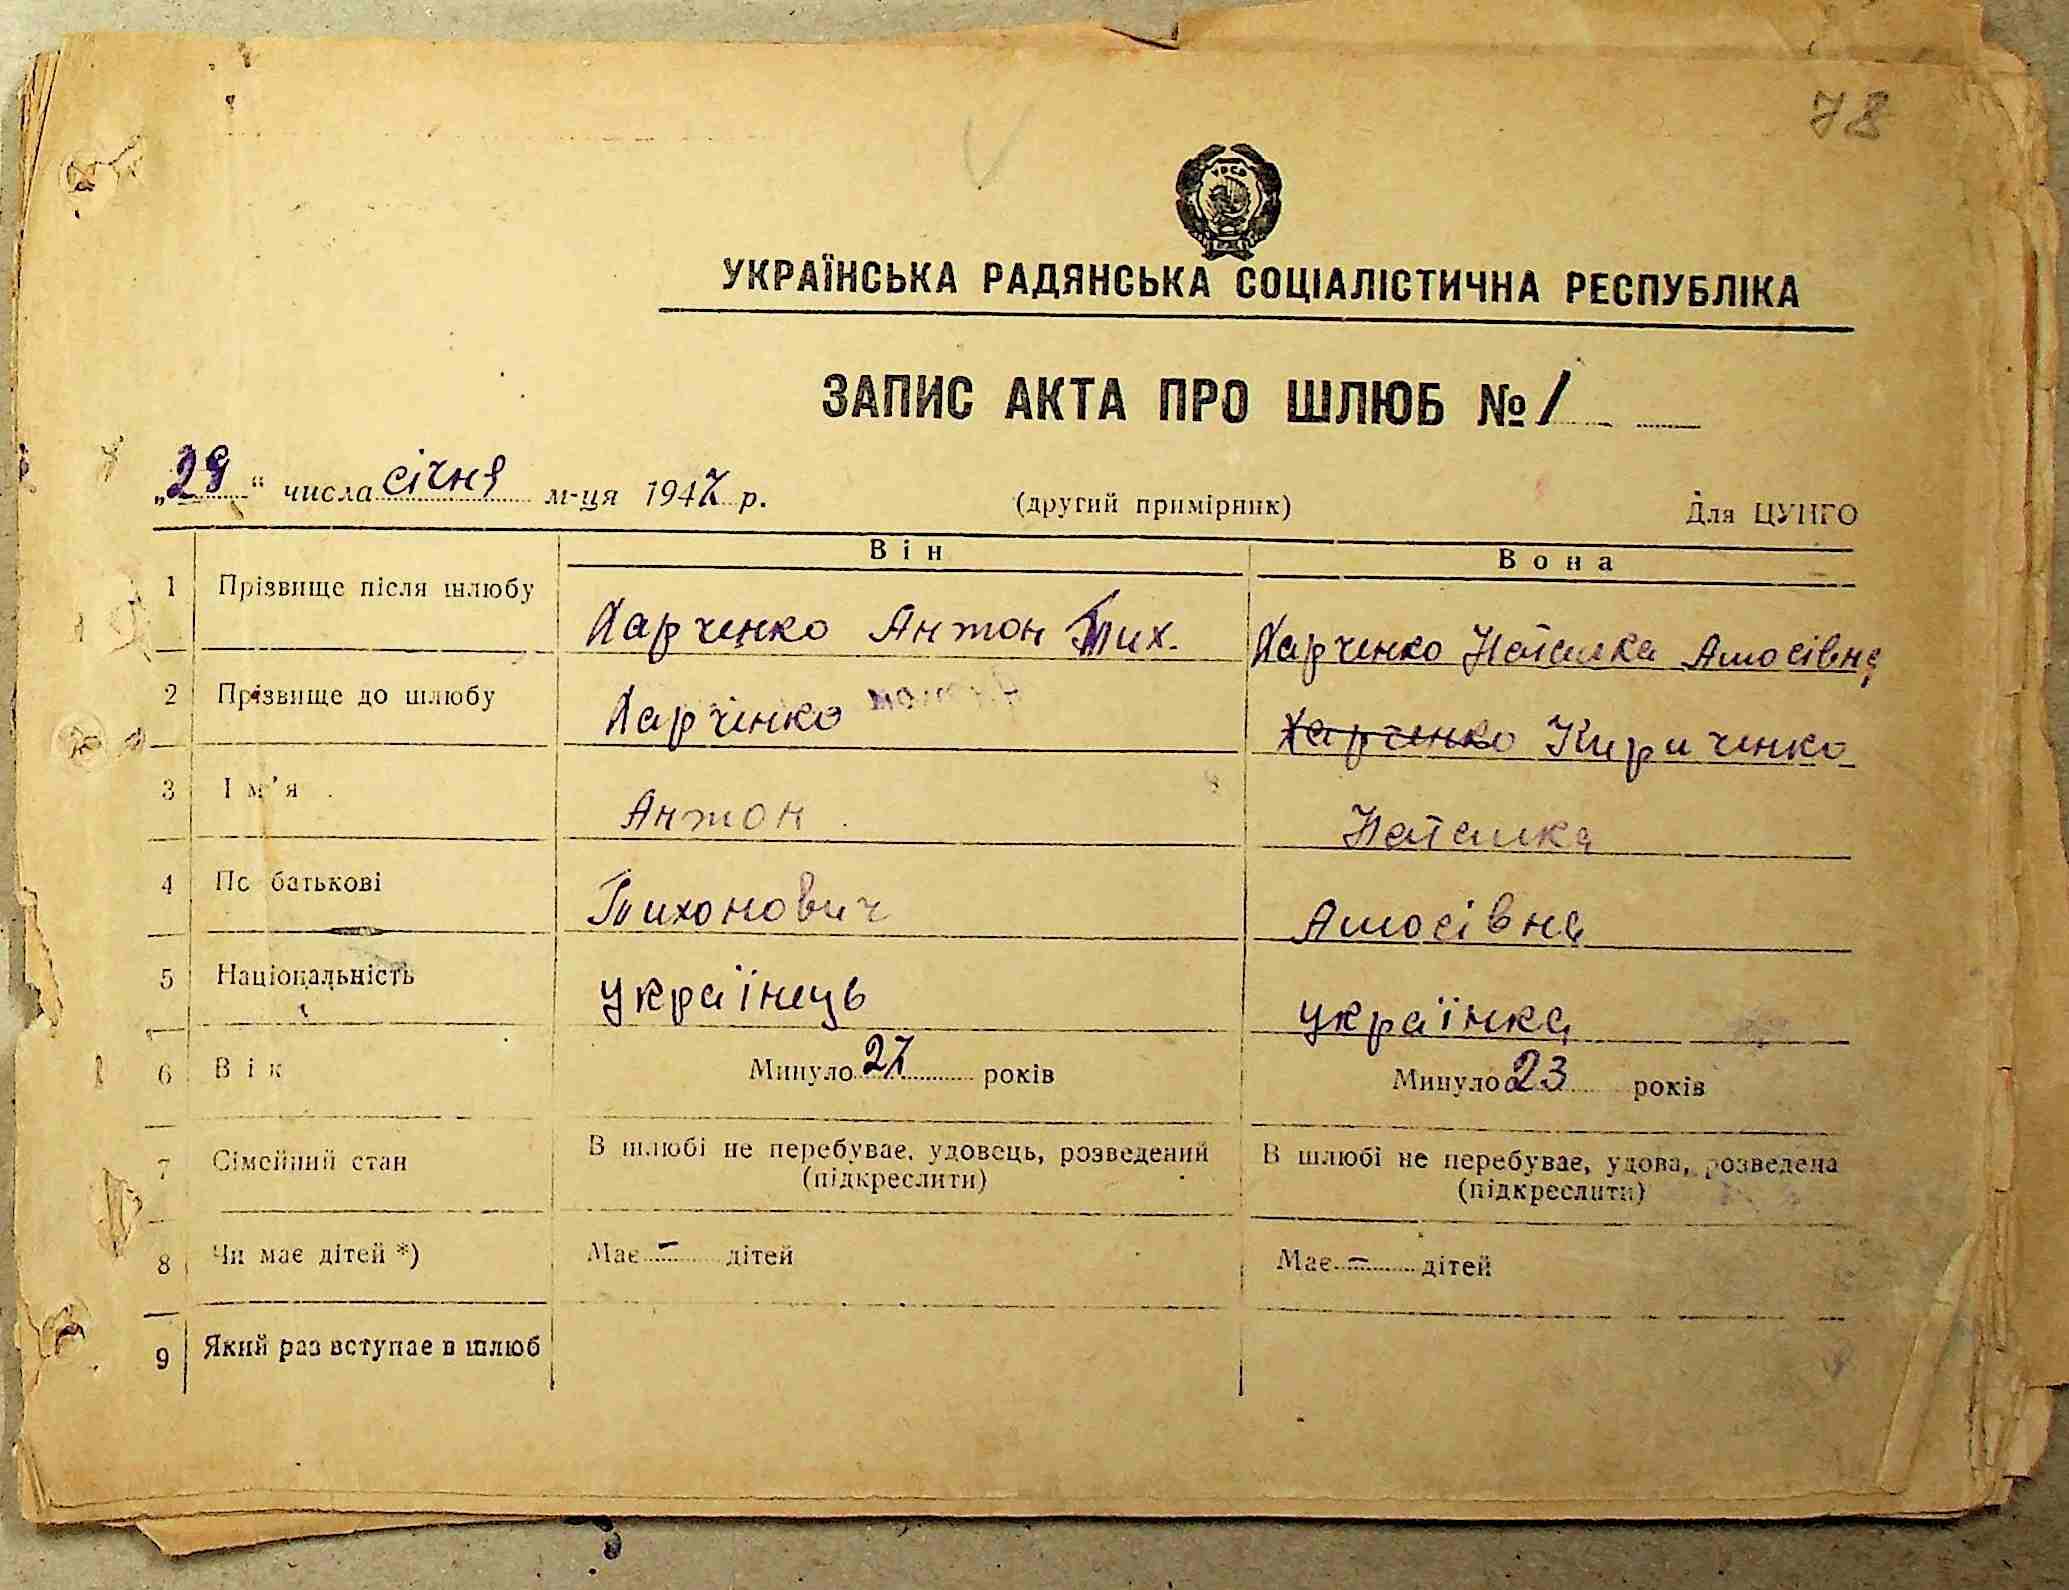 78
УРСР
УКРАЇНСЬКА РАДЯНСЬКА СОЦІАЛІСТИЧНА РЕСПУБЛІКА
ЗАПИС АКТА ПРО ШЛЮБ № 1
„29“ числа січня м-ця 1947 р. (другий примірник) Для ЦУНГО
Він Вона
1 Прізвище після шлюбу Харченко Антон Тих. Харченко Наталка Амосівна
2 Прізвище до шлюбу Харченко Харченко Кириченко
3 Ім’я Антон Наталка
4 По батькові Тихонович Амосівна
5 Національність українець українка
6 Вік Минуло 27 років Минуло 23 років
7 Сімейний стан В шлюбі не перебуває, удовець, розведений (підкреслити) В шлюбі не перебуває, удова, розведена (підкреслити)
8 Чи має дітей *) Має - дітей Має - дітей
9 Який раз вступає в шлюб